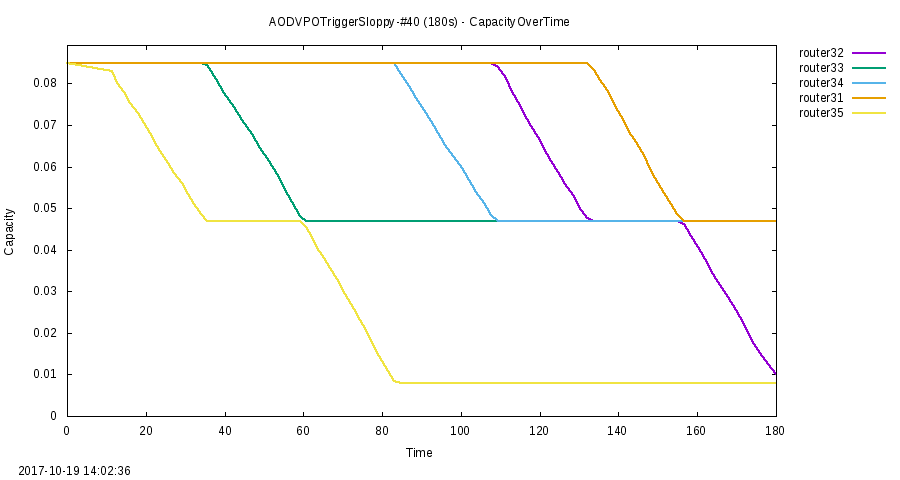 AODVPOTriggerSloppy-#40 (180s) - CapacityOverTime
router32
router33
router34
router31
router35
0.08
0.07
0.06
0.05
0.04
0.03
0.02
0.01
0
Capacity
0 20 40 60 80 100 120 140 160 180
Time
2017-10-19 14:02:36